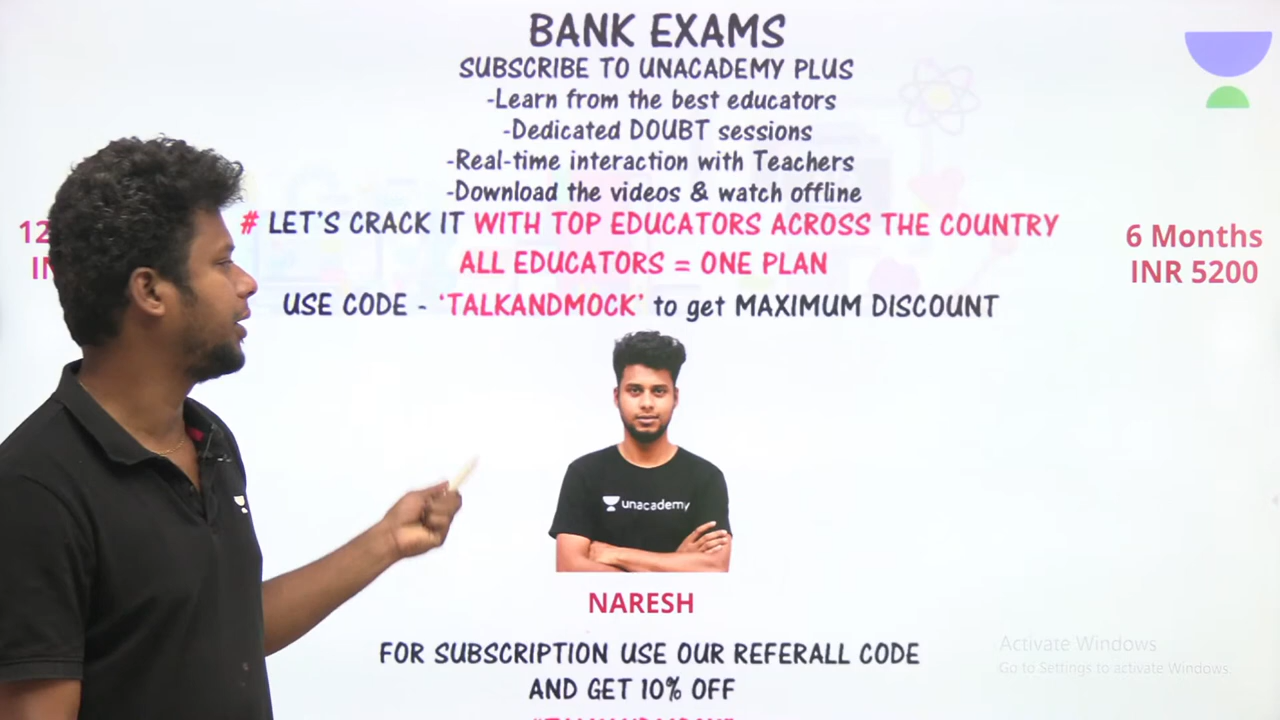 BANK EXAMS
SUBSCRIBE TO UNACADEMY PLUS
-Learn from the best educators
-Dedicated DOUBT sessions
-Real-time interaction with Teachers
-Download the videos & watch offline
# LET'S CRACK IT WITH TOP EDUCATORS ACROSS THE COUNTRY
ALL EDUCATORS = ONE PLAN
6 Months
INR 5200
USE CODE - 'TALKANDMOCK' to get MAXIMUM DISCOUNT
unacademy
NARESH
FOR SUBSCRIPTION USE OUR REFERALL CODE
AND GET 10% OFF
Activate Windows
Go to Settings to activate Windows.